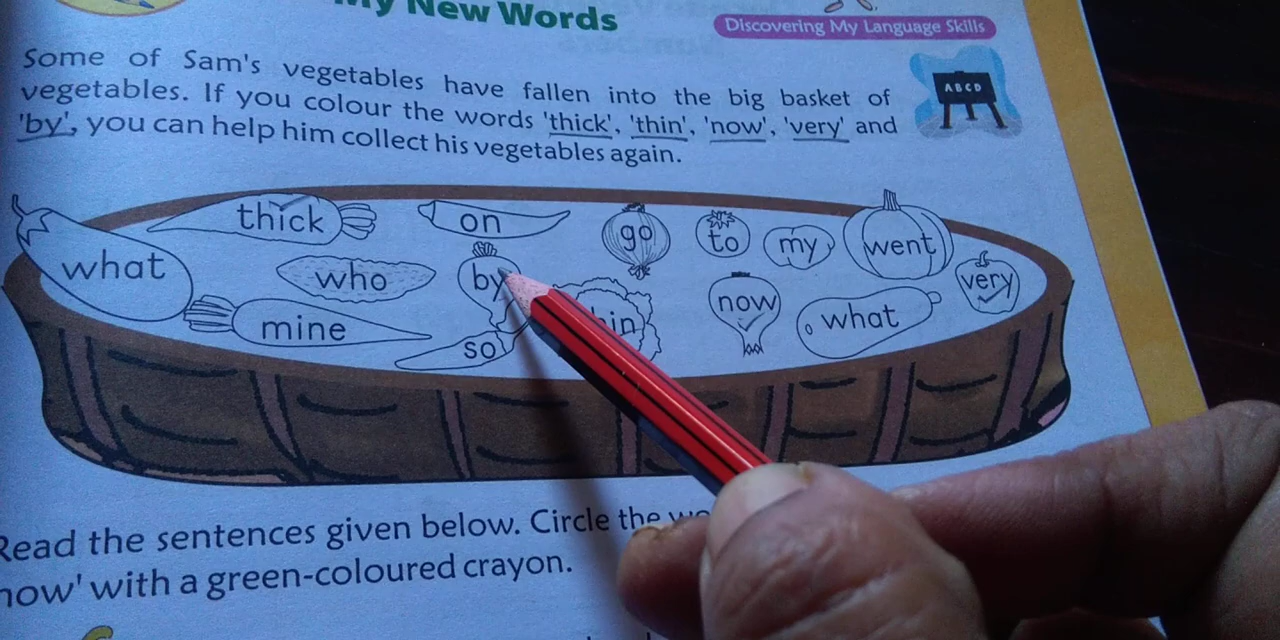 My New Words
Discovering My Language Skills
Some of Sam's vegetables have fallen into the big basket of
vegetables. If you colour the words 'thick', 'thin', 'now', 'very' and
'by', you can help him collect his vegetables again.
ABCD
thick
on
go
to
my
went
what
who
by
now
very
mine
so
what
Read the sentences given below. Circle the
now' with a green-coloured crayon.